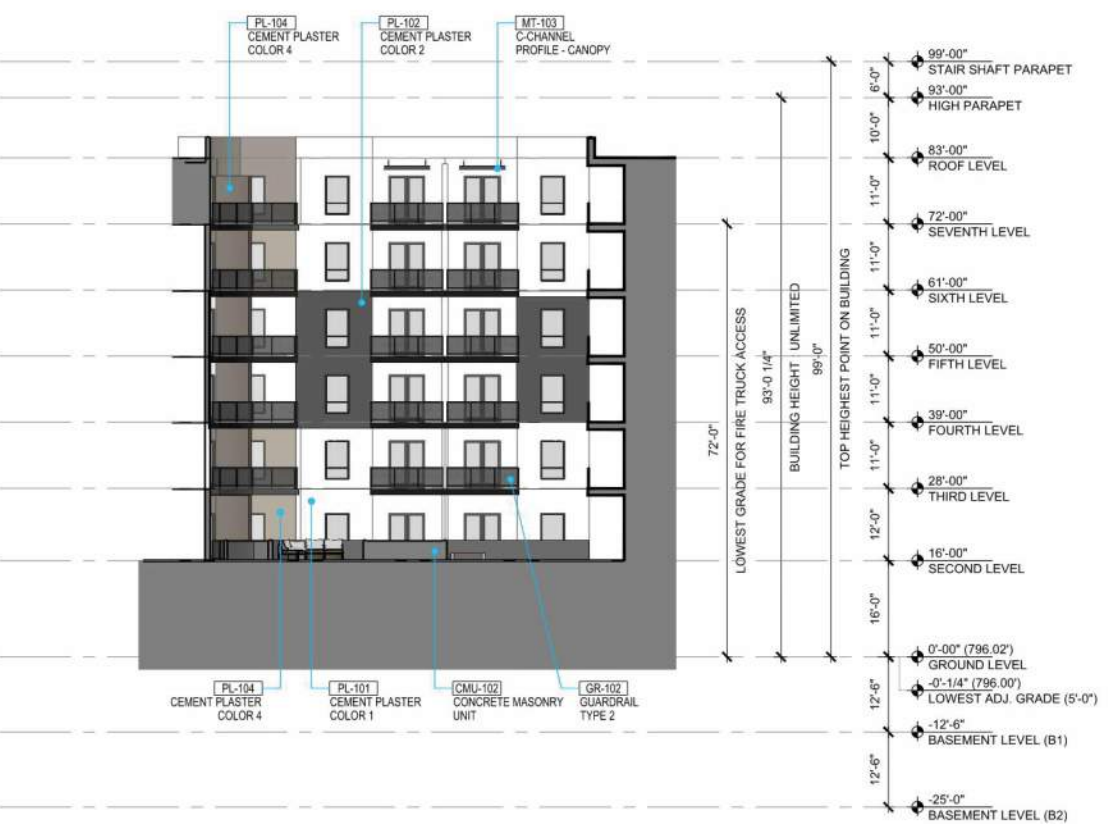 PL-104
CEMENT PLASTER
COLOR 4
PL-102
CEMENT PLASTER
COLOR 2
MT-103
C-CHANNEL
PROFILE - CANOPY
99'-00"
STAIR SHAFT PARAPET
6'-0"
93'-00"
HIGH PARAPET
10'-0"
83'-00"
ROOF LEVEL
11'-0"
72'-00"
SEVENTH LEVEL
11'-0"
61'-00"
SIXTH LEVEL
11'-0"
50'-00"
FIFTH LEVEL
11'-0"
39'-00"
FOURTH LEVEL
11'-0"
28'-00"
THIRD LEVEL
12'-0"
16'-00"
SECOND LEVEL
16'-0"
0'-00" (796.02')
GROUND LEVEL
-0'-1/4" (796.00')
LOWEST ADJ. GRADE (5'-0")
12'-6"
-12'-6"
BASEMENT LEVEL (B1)
12'-6"
-25'-0"
BASEMENT LEVEL (B2)
72'-0"
LOWEST GRADE FOR FIRE TRUCK ACCESS
93'-0 1/4"
BUILDING HEIGHT : UNLIMITED
99'-0"
TOP HEIGHEST POINT ON BUILDING
PL-104
CEMENT PLASTER
COLOR 4
PL-101
CEMENT PLASTER
COLOR 1
CMU-102
CONCRETE MASONRY
UNIT
GR-102
GUARDRAIL
TYPE 2